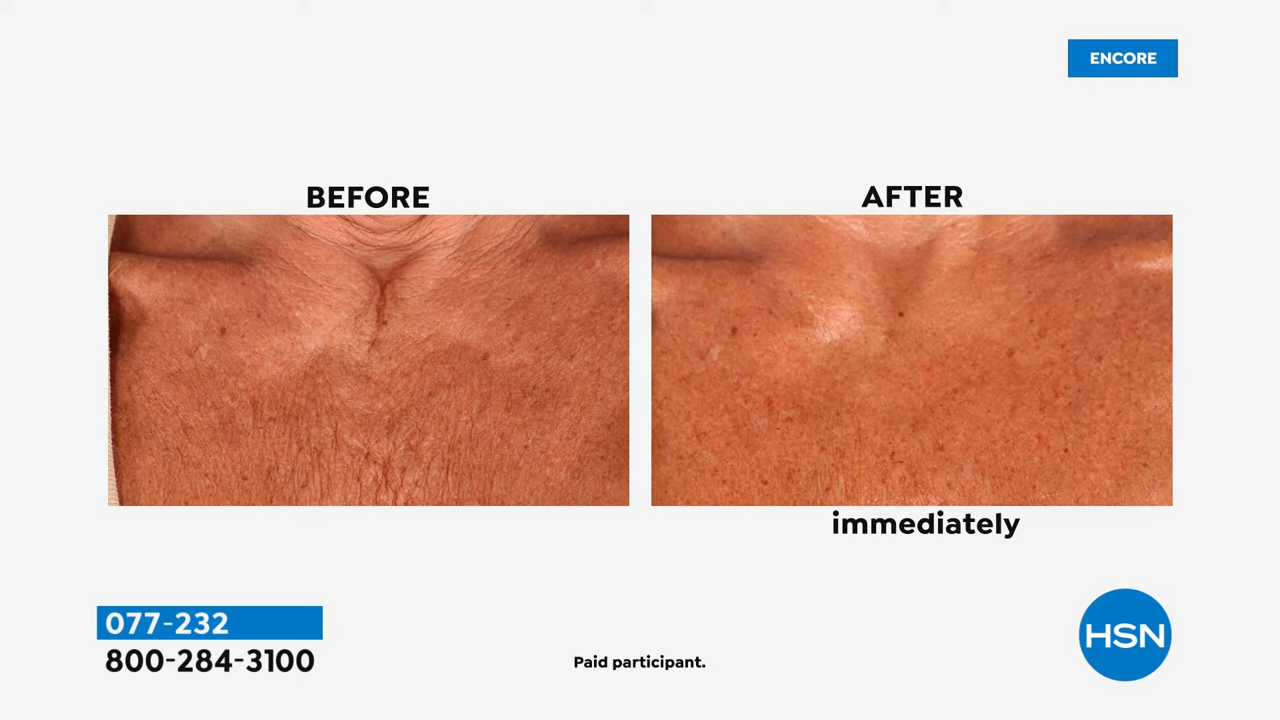 ENCORE
BEFORE
AFTER
immediately
077-232
800-284-3100
Paid participant.
HSN